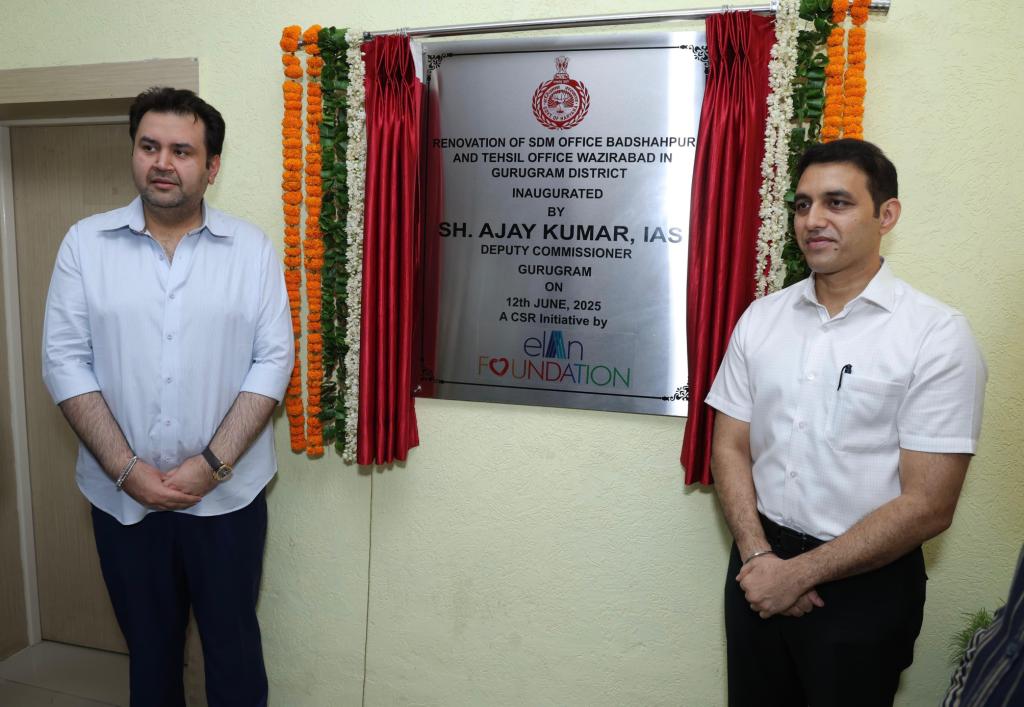 RENOVATION OF SDM OFFICE BADSHAHPUR
AND TEHSIL OFFICE WAZIRABAD IN
GURUGRAM DISTRICT
INAUGURATED
BY
SH. AJAY KUMAR, IAS
DEPUTY COMMISSIONER
GURUGRAM
ON
12th JUNE, 2025
A CSR Initiative by
elan
FOUNDATION